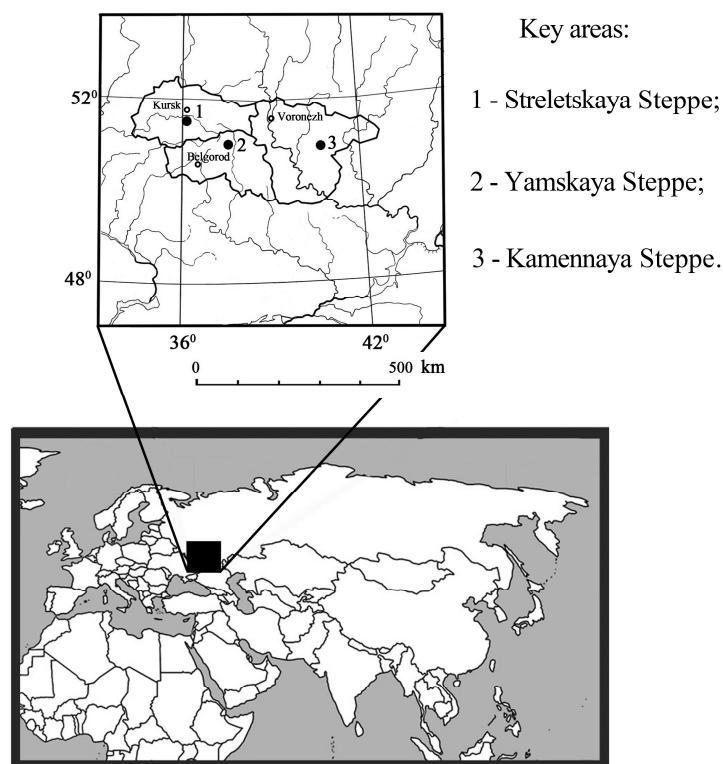 Key areas:
52⁰
Kursk
1
Voronezh
1 - Streletskaya Steppe;
2
3
Belgorod
2 - Yamskaya Steppe;
3 - Kamennaya Steppe.
48⁰
36⁰
42⁰
0
500 km